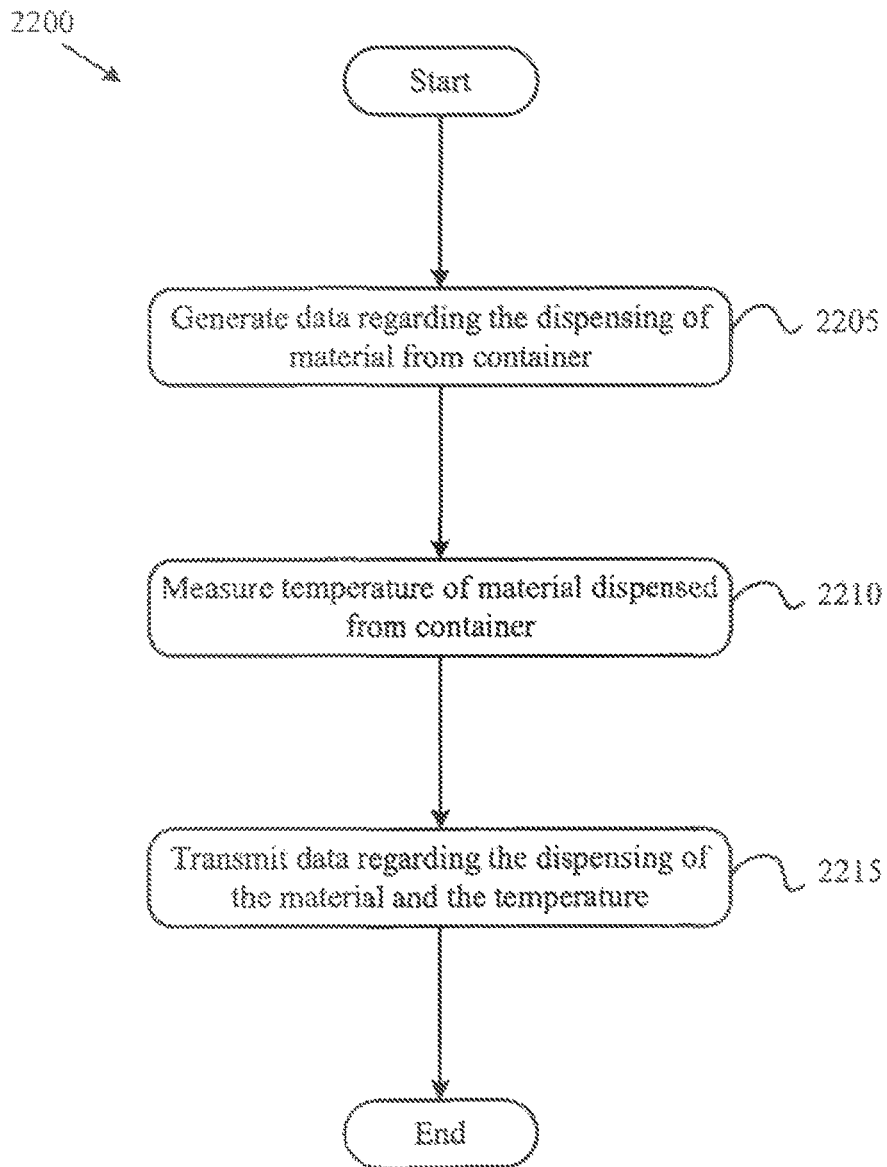 2200
Start
Generate data regarding the dispensing of
material from container
2205
Measure temperature of material dispensed
from container
2210
Transmit data regarding the dispensing of
the material and the temperature
2215
End